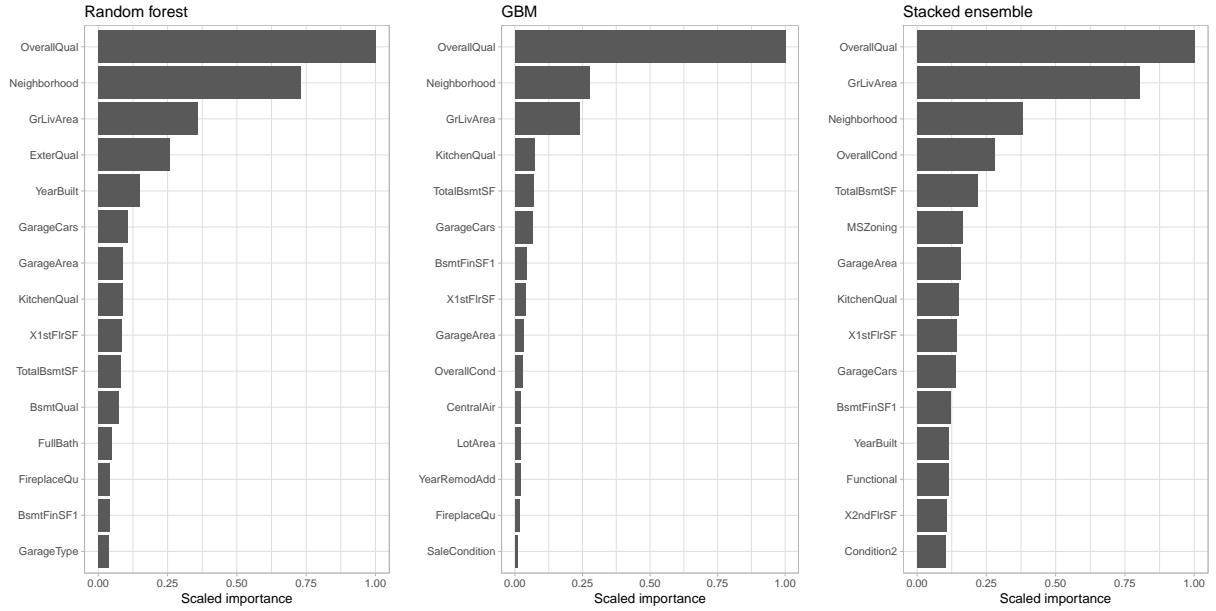 Random forest
OverallQual
Neighborhood
GrLivArea
ExterQual
YearBuilt
GarageCars
GarageArea
KitchenQual
X1stFlrSF
TotalBsmtSF
BsmtQual
FullBath
FireplaceQu
BsmtFinSF1
GarageType
0.00 0.25 0.50 0.75 1.00
Scaled importance
GBM
OverallQual
Neighborhood
GrLivArea
KitchenQual
TotalBsmtSF
GarageCars
BsmtFinSF1
X1stFlrSF
GarageArea
OverallCond
CentralAir
LotArea
YearRemodAdd
FireplaceQu
SaleCondition
0.00 0.25 0.50 0.75 1.00
Scaled importance
Stacked ensemble
OverallQual
GrLivArea
Neighborhood
OverallCond
TotalBsmtSF
MSZoning
GarageArea
KitchenQual
X1stFlrSF
GarageCars
BsmtFinSF1
YearBuilt
Functional
X2ndFlrSF
Condition2
0.00 0.25 0.50 0.75 1.00
Scaled importance